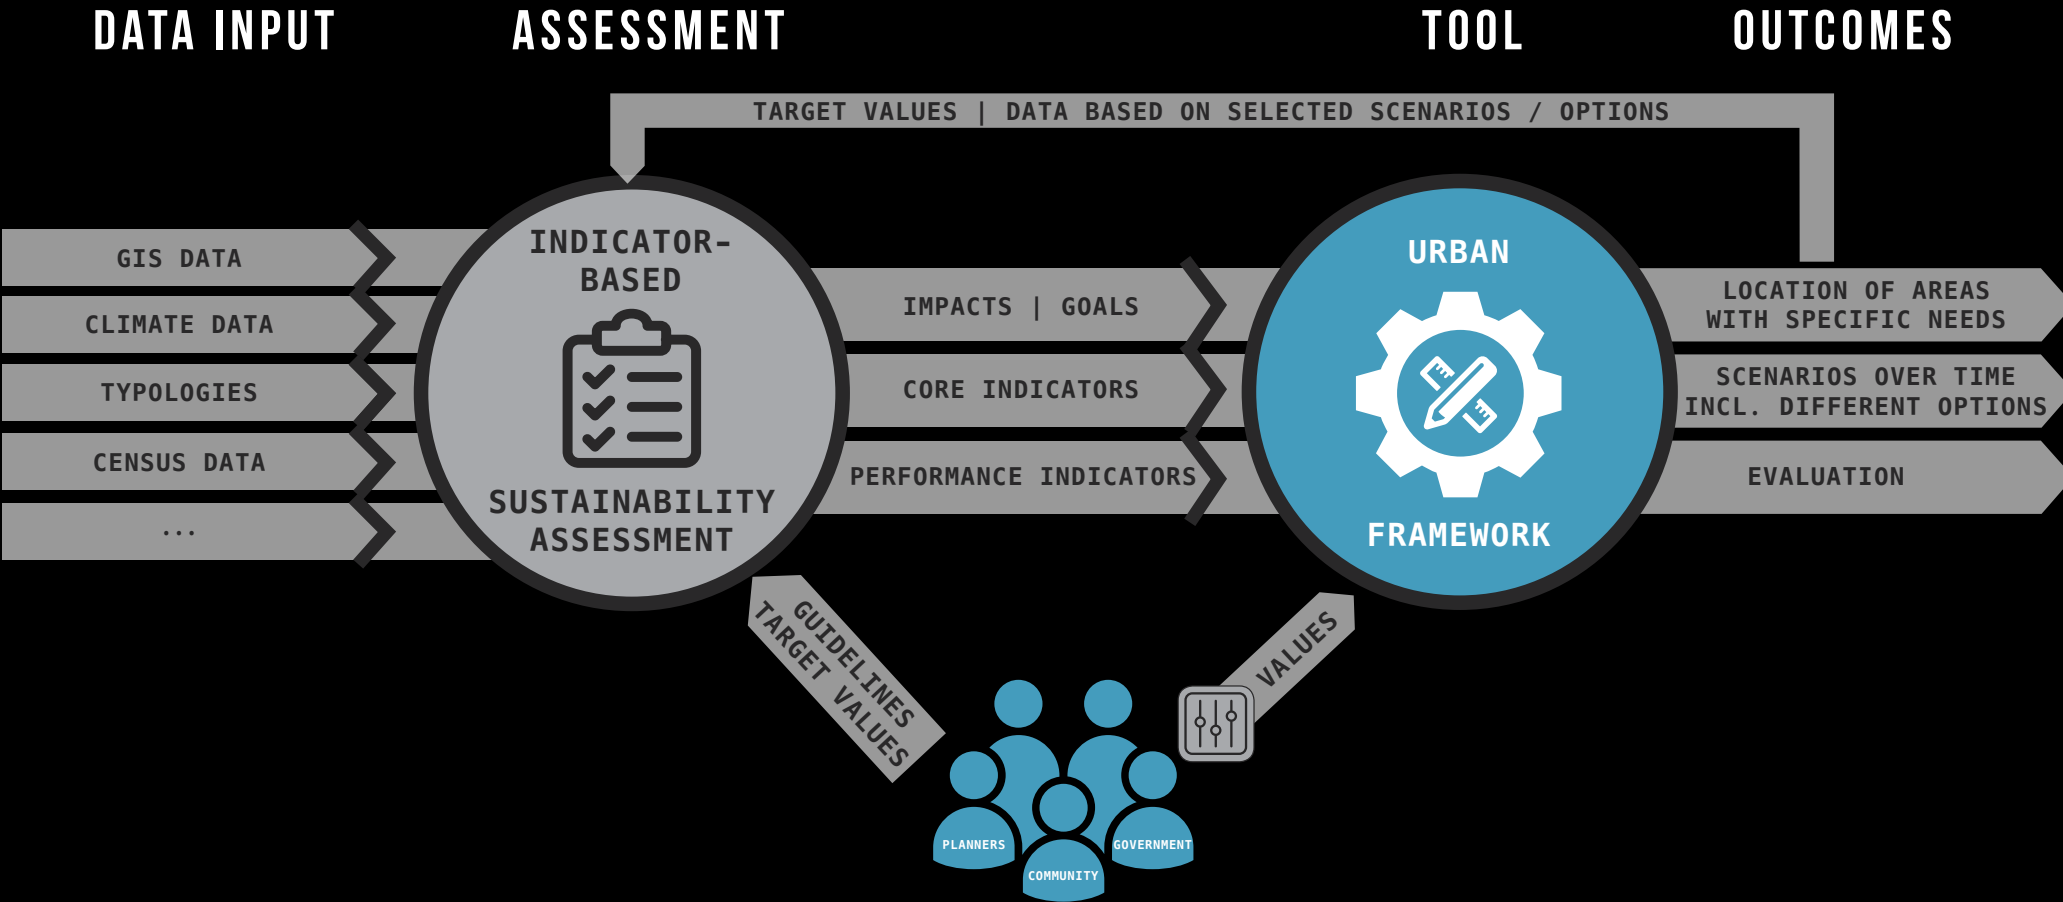 DATA INPUT
ASSESSMENT
TOOL
OUTCOMES
TARGET VALUES | DATA BASED ON SELECTED SCENARIOS / OPTIONS
GIS DATA
CLIMATE DATA
TYPOLOGIES
CENSUS DATA
...
INDICATOR-
BASED
SUSTAINABILITY
ASSESSMENT
IMPACTS | GOALS
CORE INDICATORS
PERFORMANCE INDICATORS
URBAN
FRAMEWORK
LOCATION OF AREAS
WITH SPECIFIC NEEDS
SCENARIOS OVER TIME
INCL. DIFFERENT OPTIONS
EVALUATION
GUIDELINES
TARGET VALUES
VALUES
PLANNERS
COMMUNITY
GOVERNMENT